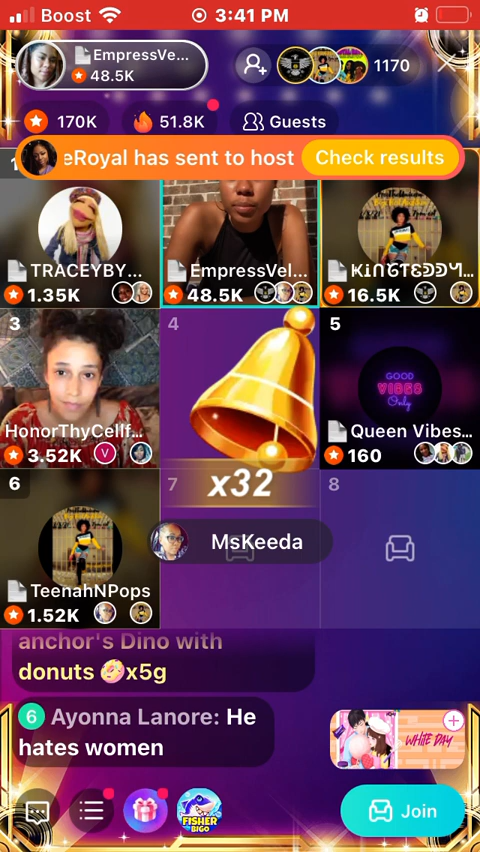 Boost
3:41 PM
EmpressVe...
48.5K
1170
170K
51.8K
Guests
eRoyal has sent to host
Check results
TRACEYBY...
1.35K
EmpressVel...
48.5K
16.5K
3
HonorThyCellf...
3.52K
V
4
5
GOOD
VIBES
Only
Queen Vibes...
160
6
TeenahNPops
1.52K
7
x32
8
MsKeeda
anchor's Dino with
donuts 🍩x5g
6 Ayonna Lanore: He
hates women
WHITE DAY
FISHER
BIGO
Join